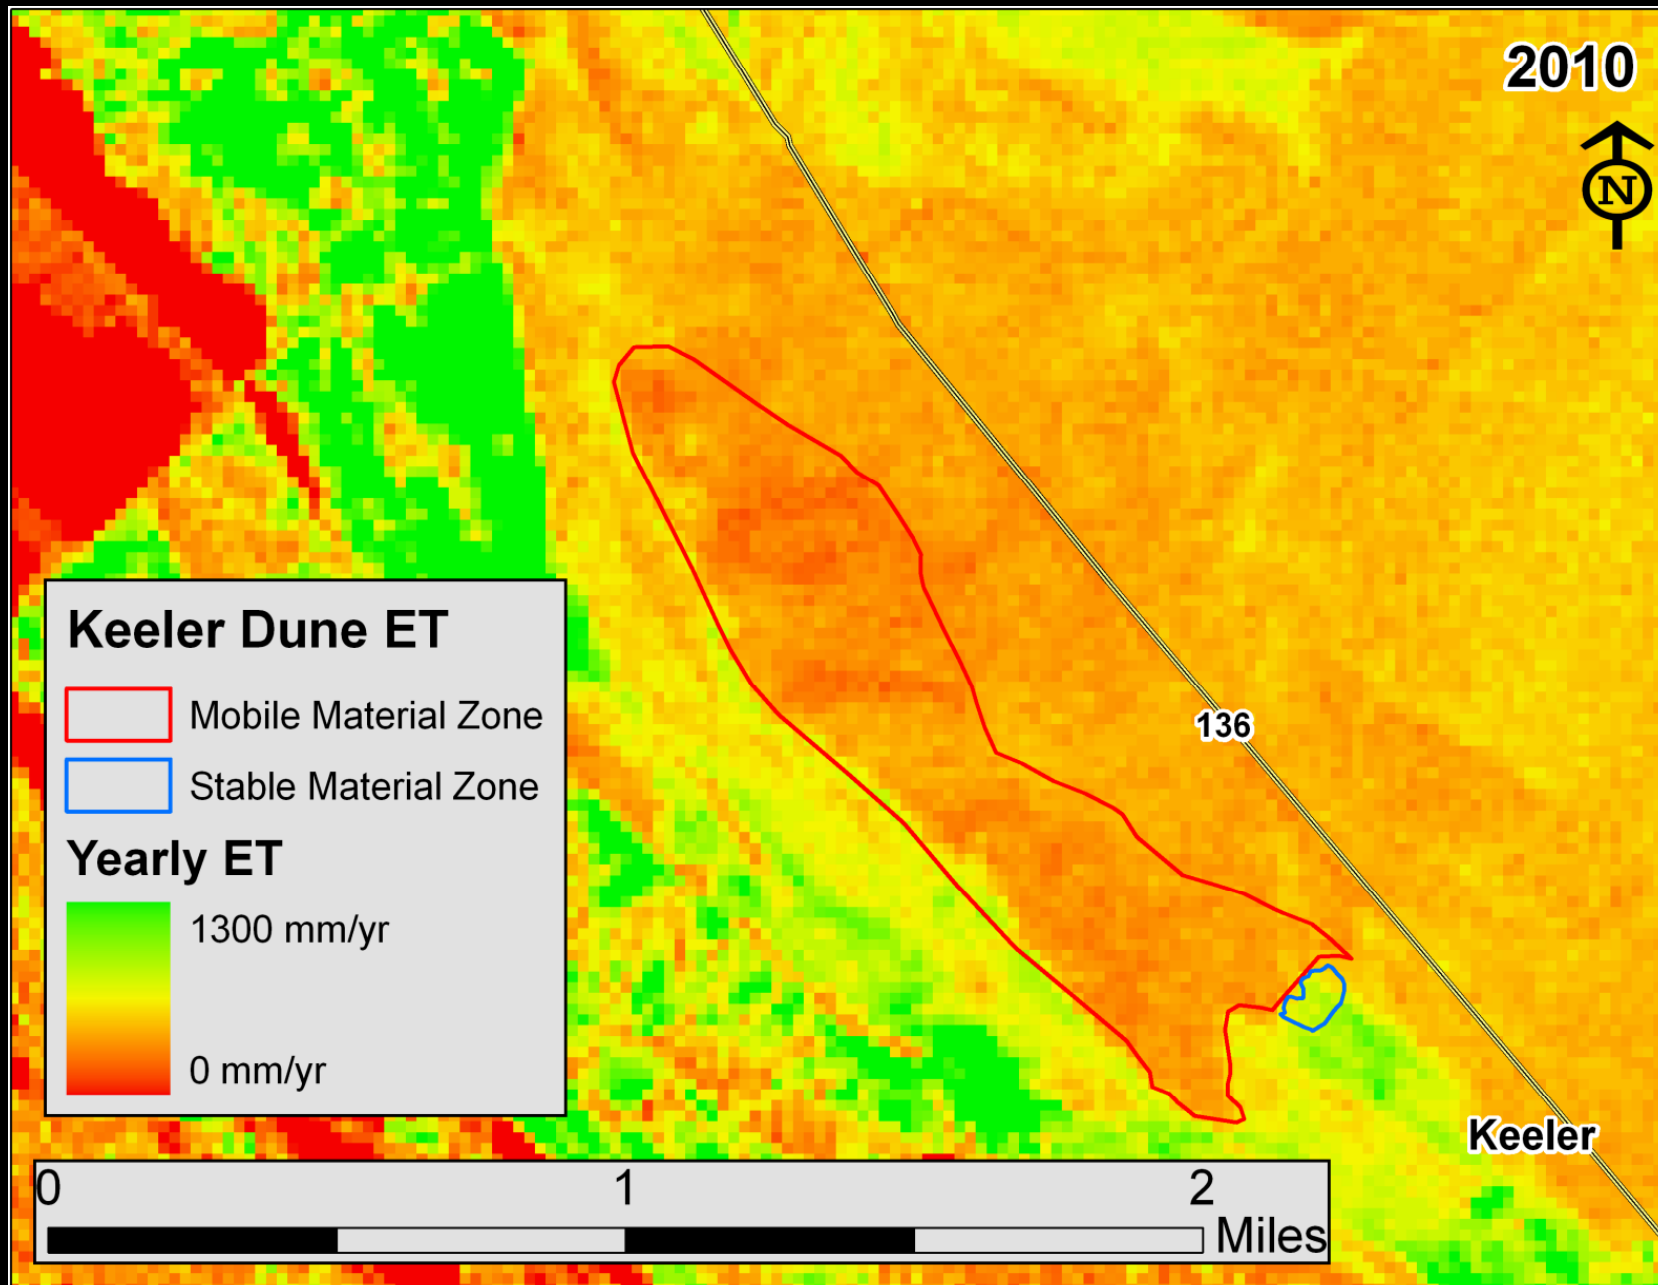 2010
N
136
Keeler
Keeler Dune ET
Mobile Material Zone
Stable Material Zone
Yearly ET
1300 mm/yr
0 mm/yr
0 1 2
Miles